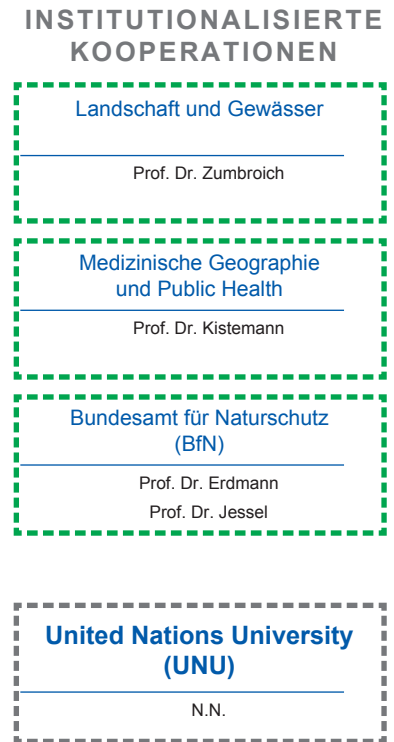 INSTITUTIONALISIERTE
KOOPERATIONEN
Landschaft und Gewässer
Prof. Dr. Zumbroich
Medizinische Geographie
und Public Health
Prof. Dr. Kistemann
Bundesamt für Naturschutz
(BfN)
Prof. Dr. Erdmann
Prof. Dr. Jessel
United Nations University
(UNU)
N.N.